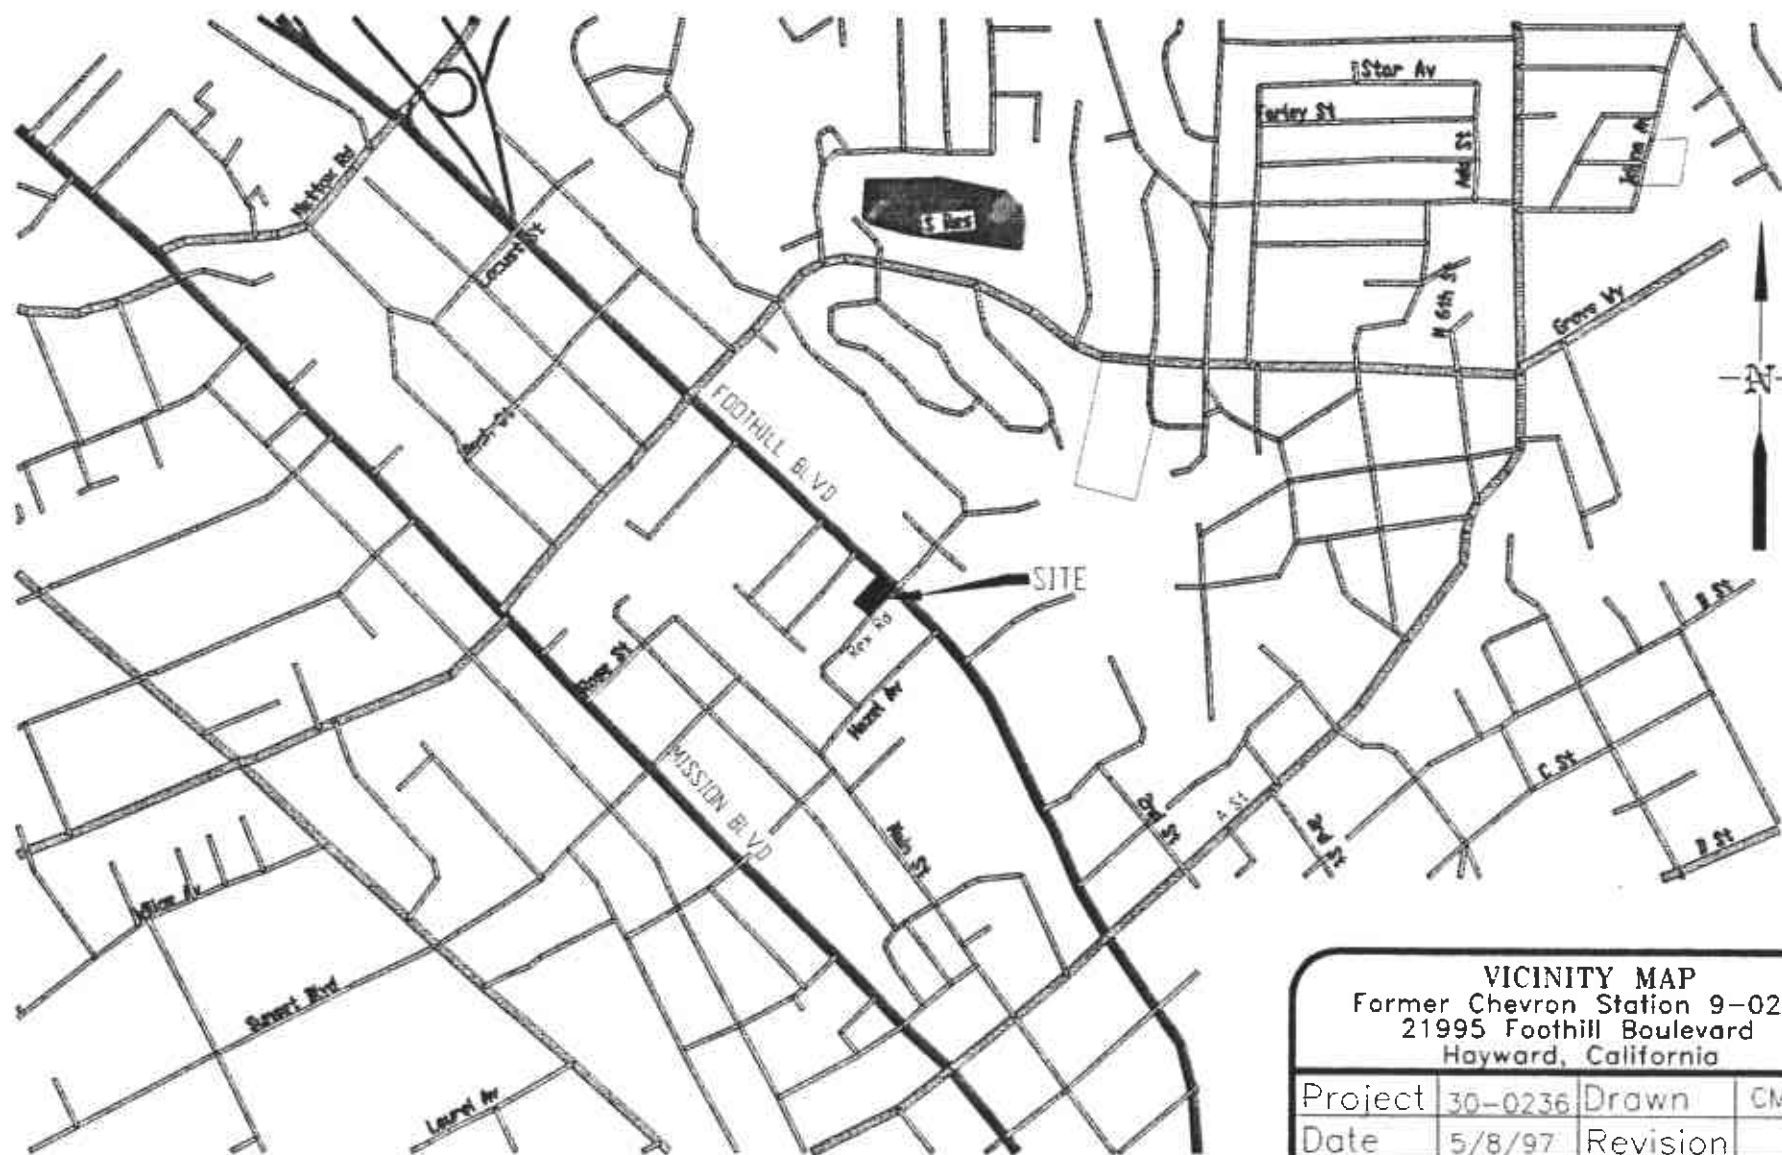 Star Av
Farley St
Ada St
Mattox Rd
S Res
Locust St
N 6th St
Grove Wy
N
FOOTHILL BLVD
SITE
B St
Rex Rd
Hazel Av
MISSION BLVD
C St
2nd St
A St
3rd St
Main St
D St
Sunset Blvd
Laurel Av
VICINITY MAP
Former Chevron Station 9-02
21995 Foothill Boulevard
Hayward, California
Project 30-0236 Drawn CM
Date 5/8/97 Revision